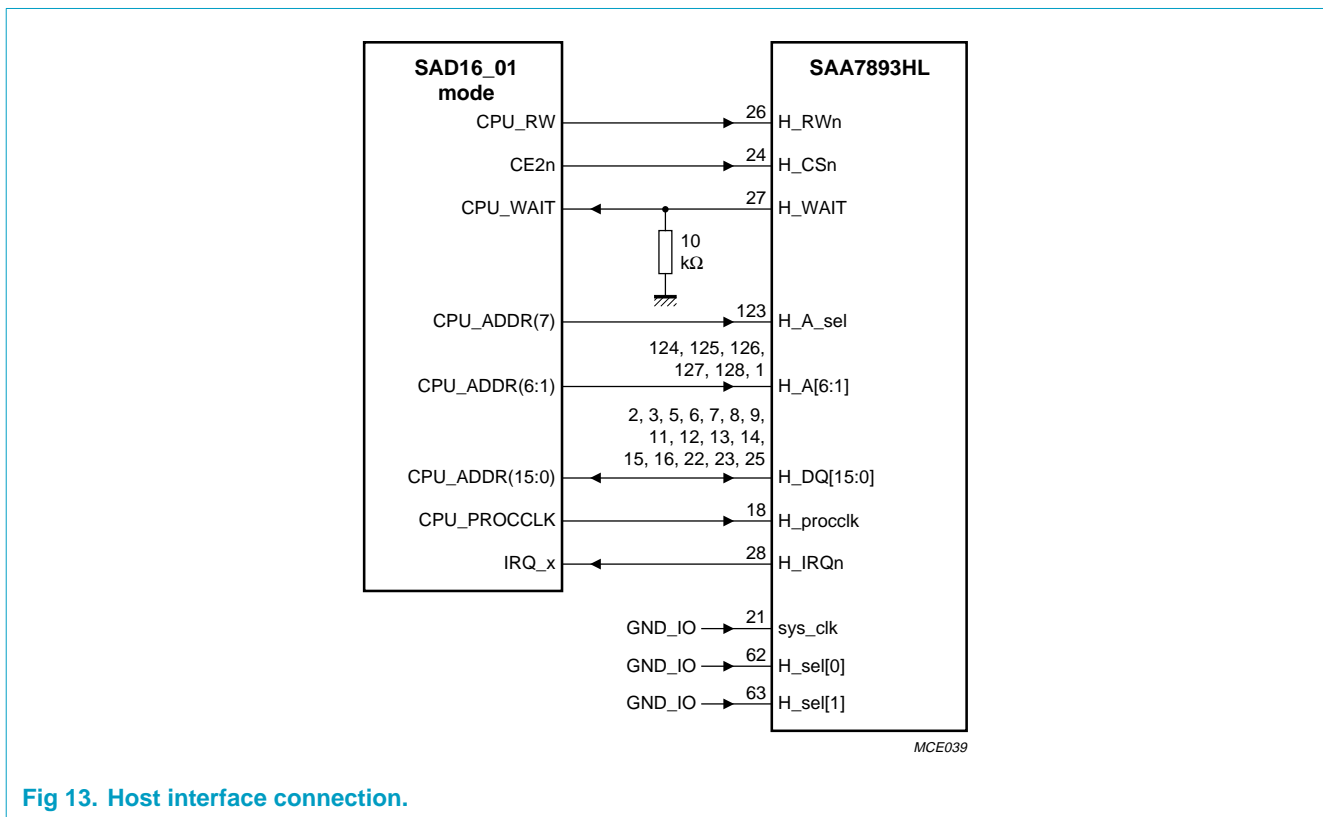 SAD16_01
mode
SAA7893HL
CPU_RW
26
H_RWn
CE2n
24
H_CSn
CPU_WAIT
27
H_WAIT
10
kΩ
CPU_ADDR(7)
123
H_A_sel
124, 125, 126,
127, 128, 1
CPU_ADDR(6:1)
H_A[6:1]
2, 3, 5, 6, 7, 8, 9,
11, 12, 13, 14,
15, 16, 22, 23, 25
CPU_ADDR(15:0)
H_DQ[15:0]
CPU_PROCCLK
18
H_procclk
IRQ_x
28
H_IRQn
GND_IO
21
sys_clk
GND_IO
62
H_sel[0]
GND_IO
63
H_sel[1]
MCE039
Fig 13. Host interface connection.